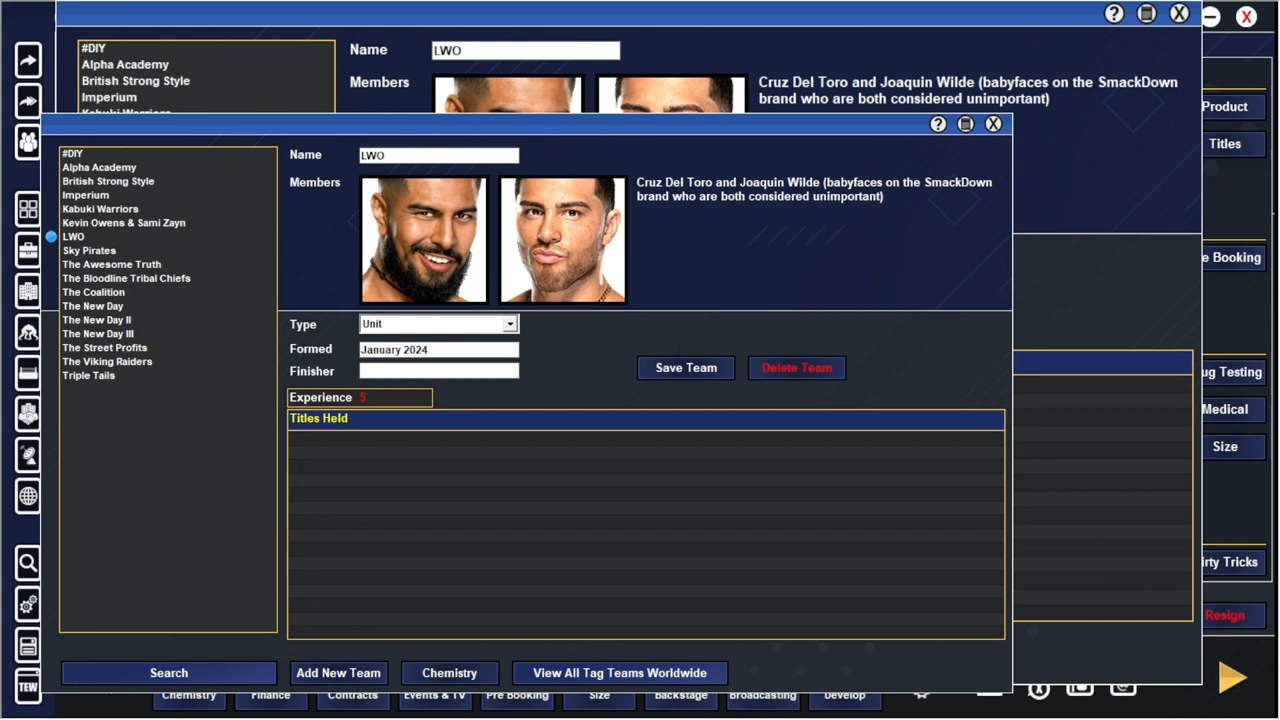 ? X
X
#DIY
Alpha Academy
British Strong Style
Imperium
Name LWO
Members
Cruz Del Toro and Joaquin Wilde (babyfaces on the SmackDown
brand who are both considered unimportant)
Product
Titles
Booking
Testing
Medical
Size
Tricks
Resign
? X
#DIY
Alpha Academy
British Strong Style
Imperium
Kabuki Warriors
Kevin Owens & Sami Zayn
LWO
Sky Pirates
The Awesome Truth
The Bloodline Tribal Chiefs
The Coalition
The New Day
The New Day II
The New Day III
The Street Profits
The Viking Raiders
Triple Tails
Name LWO
Members
Cruz Del Toro and Joaquin Wilde (babyfaces on the SmackDown
brand who are both considered unimportant)
Type Unit
Formed January 2024
Finisher
Save Team Delete Team
Experience 5
Titles Held
Search Add New Team Chemistry View All Tag Teams Worldwide
Chemistry Finance Contracts Events & TV Pre Booking Size Backstage Broadcasting Develop
TEW